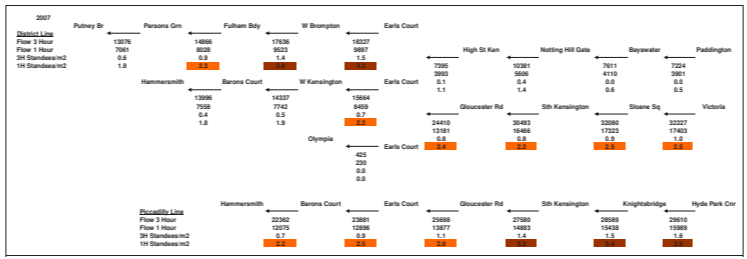 2007
Putney Br Parsons Grn Fulham Bdy W Brompton Earls Court
District Line
Flow 3 Hour 13076 14866 17636 18327
Flow 1 Hour 7061 8028 9523 9897
3H Standees/m2 0.6 0.9 1.4 1.5
1H Standees/m2 1.8 2.3
High St Ken Notting Hill Gate Bayswater Paddington
7395 10381 7611 7224
3993 5606 4110 3901
0.1 0.4 0.0 0.0
1.1 1.4 0.6 0.5
Hammersmith Barons Court W Kensington Earls Court
13996 14337 15664
7558 7742 8459
0.4 0.5 0.7
1.8 1.9 2.2
Gloucester Rd Sth Kensington Sloane Sq Victoria
24410 30493 32080 32227
13181 16466 17323 17403
0.8 0.8 0.9 1.0
2.4 2.2 2.5 2.5
Olympia Earls Court
425
230
0.0
0.0
Hammersmith Barons Court Earls Court Gloucester Rd Sth Kensington Knightsbridge Hyde Park Cnr
Piccadilly Line
Flow 3 Hour 22362 23881 25698 27580 28589 29610
Flow 1 Hour 12075 12896 13877 14893 15438 15989
3H Standees/m2 0.7 0.9 1.1 1.4 1.5 1.6
1H Standees/m2 2.2 2.5 2.8